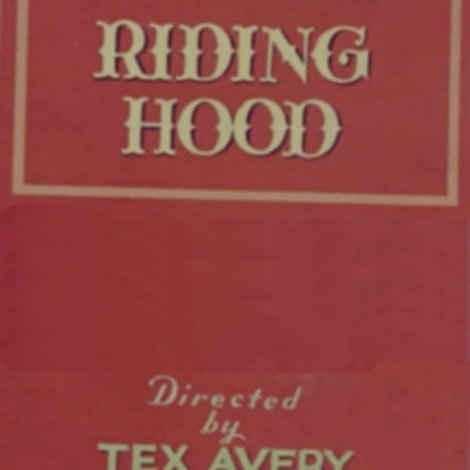 RIDING
HOOD
Directed
by
TEX AVERY